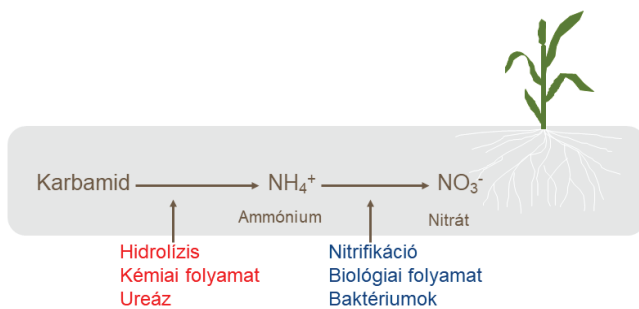 Karbamid NH₄⁺ NO₃⁻
Ammónium Nitrát
Hidrolízis
Kémiai folyamat
Ureáz
Nitrifikáció
Biológiai folyamat
Baktériumok